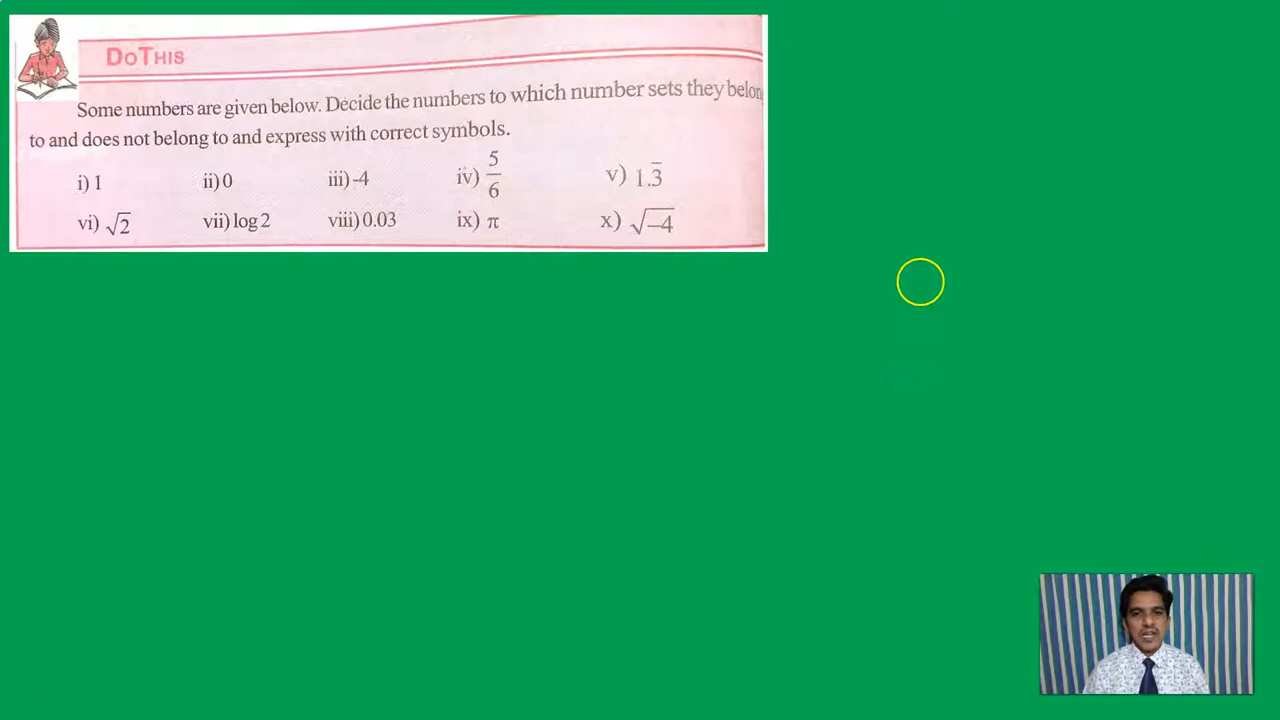 DOTHIS
Some numbers are given below. Decide the numbers to which number sets they belong
to and does not belong to and express with correct symbols.
i) 1 ii) 0 iii) -4 iv) 5/6 v) 1.3̅
vi) √2 vii) log 2 viii) 0.03 ix) π x) √-4